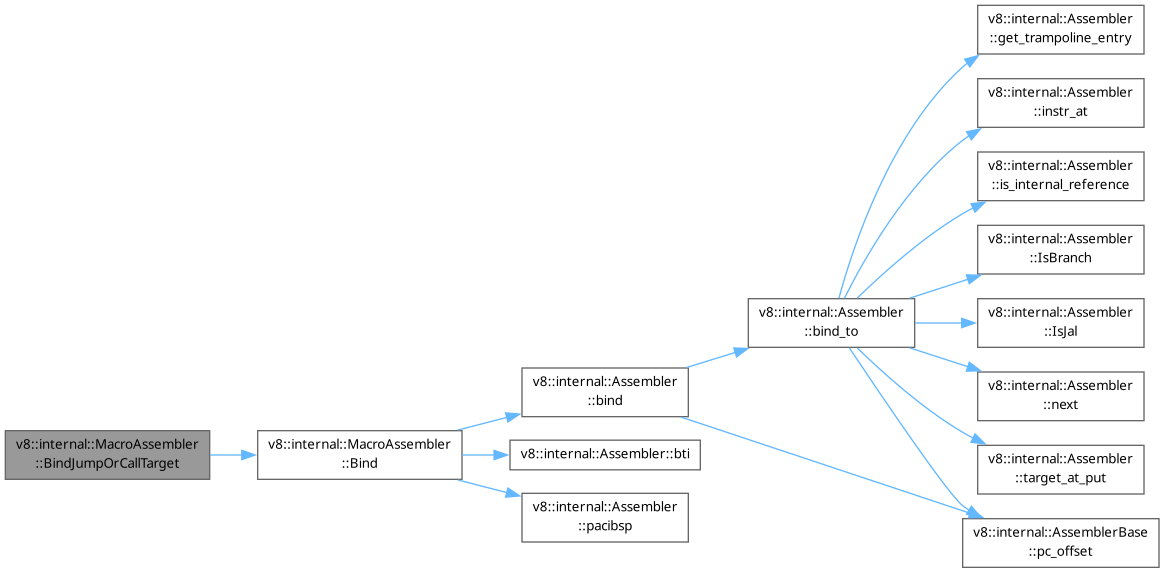 v8::internal::MacroAssembler
::BindJumpOrCallTarget
v8::internal::MacroAssembler
::Bind
v8::internal::Assembler
::bind
v8::internal::Assembler::bti
v8::internal::Assembler
::pacibsp
v8::internal::Assembler
::bind_to
v8::internal::Assembler
::get_trampoline_entry
v8::internal::Assembler
::instr_at
v8::internal::Assembler
::is_internal_reference
v8::internal::Assembler
::IsBranch
v8::internal::Assembler
::IsJal
v8::internal::Assembler
::next
v8::internal::Assembler
::target_at_put
v8::internal::AssemblerBase
::pc_offset